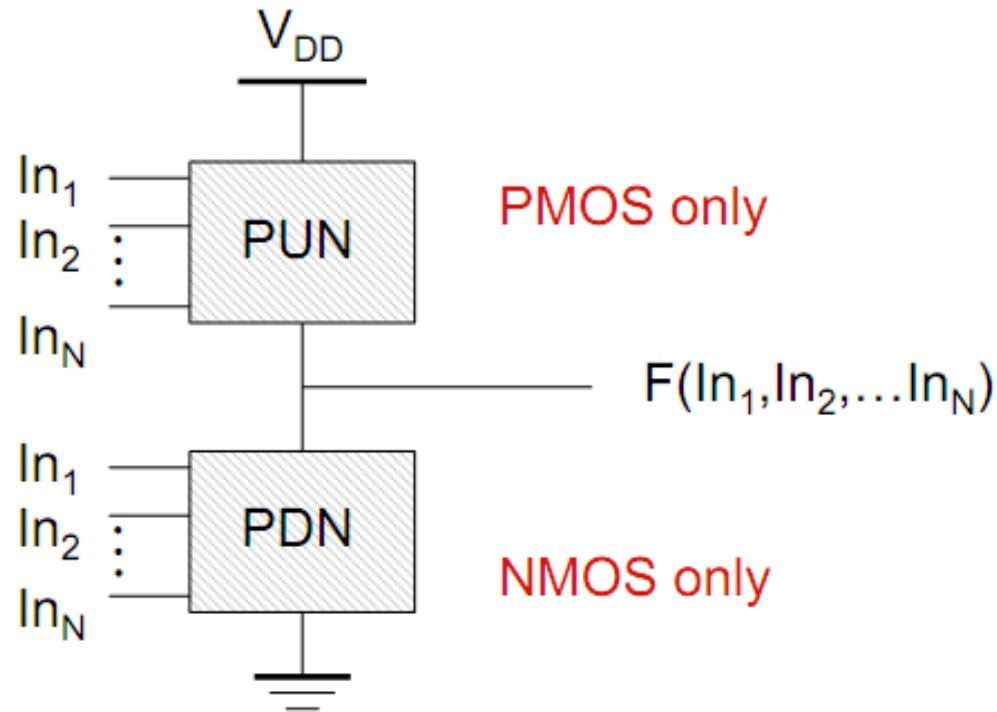 V_DD
In_1
In_2
⋮
In_N
PUN
PMOS only
F(In_1,In_2,…In_N)
In_1
In_2
⋮
In_N
PDN
NMOS only